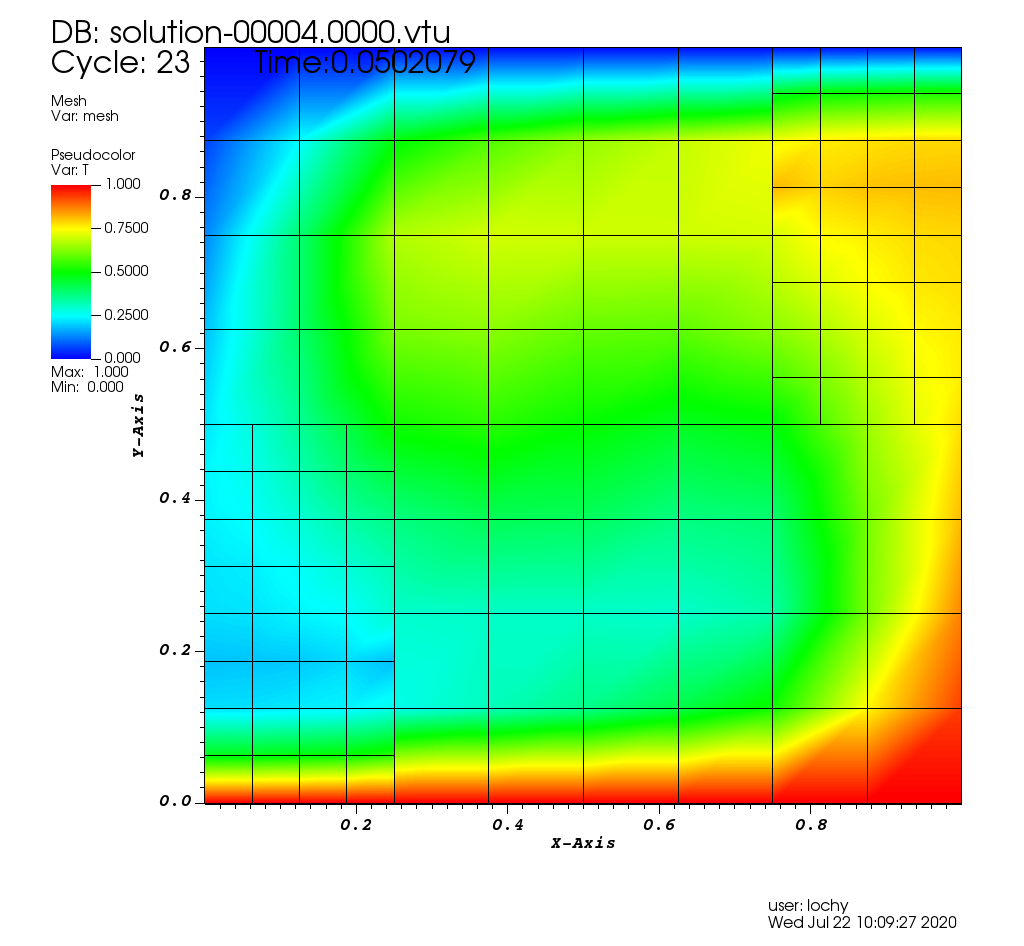 DB: solution-00004.0000.vtu
Cycle: 23 Time:0.0502079
Mesh
Var: mesh
Pseudocolor
Var: T
1.000
0.7500
0.5000
0.2500
0.000
Max: 1.000
Min: 0.000
Y-Axis
0.8
0.6
0.4
0.2
0.0
0.2 0.4 0.6 0.8
X-Axis
user: lochy
Wed Jul 22 10:09:27 2020